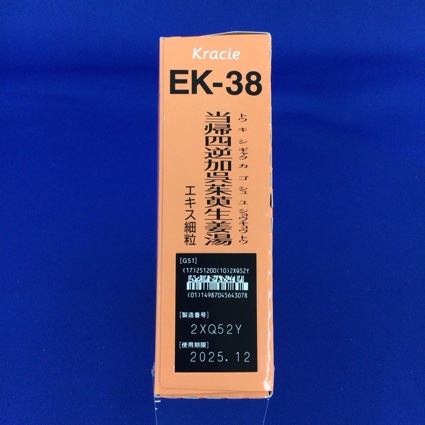 Kracie
EK-38
当帰四逆加呉茱萸生姜湯
トウキシギャクカゴシュユショウキョウトウ
エキス細粒
[GS1]
(17)251200(10)2XQ52Y
(01)14987045643078
[製造番号]
2XQ52Y
[使用期限]
2025.12